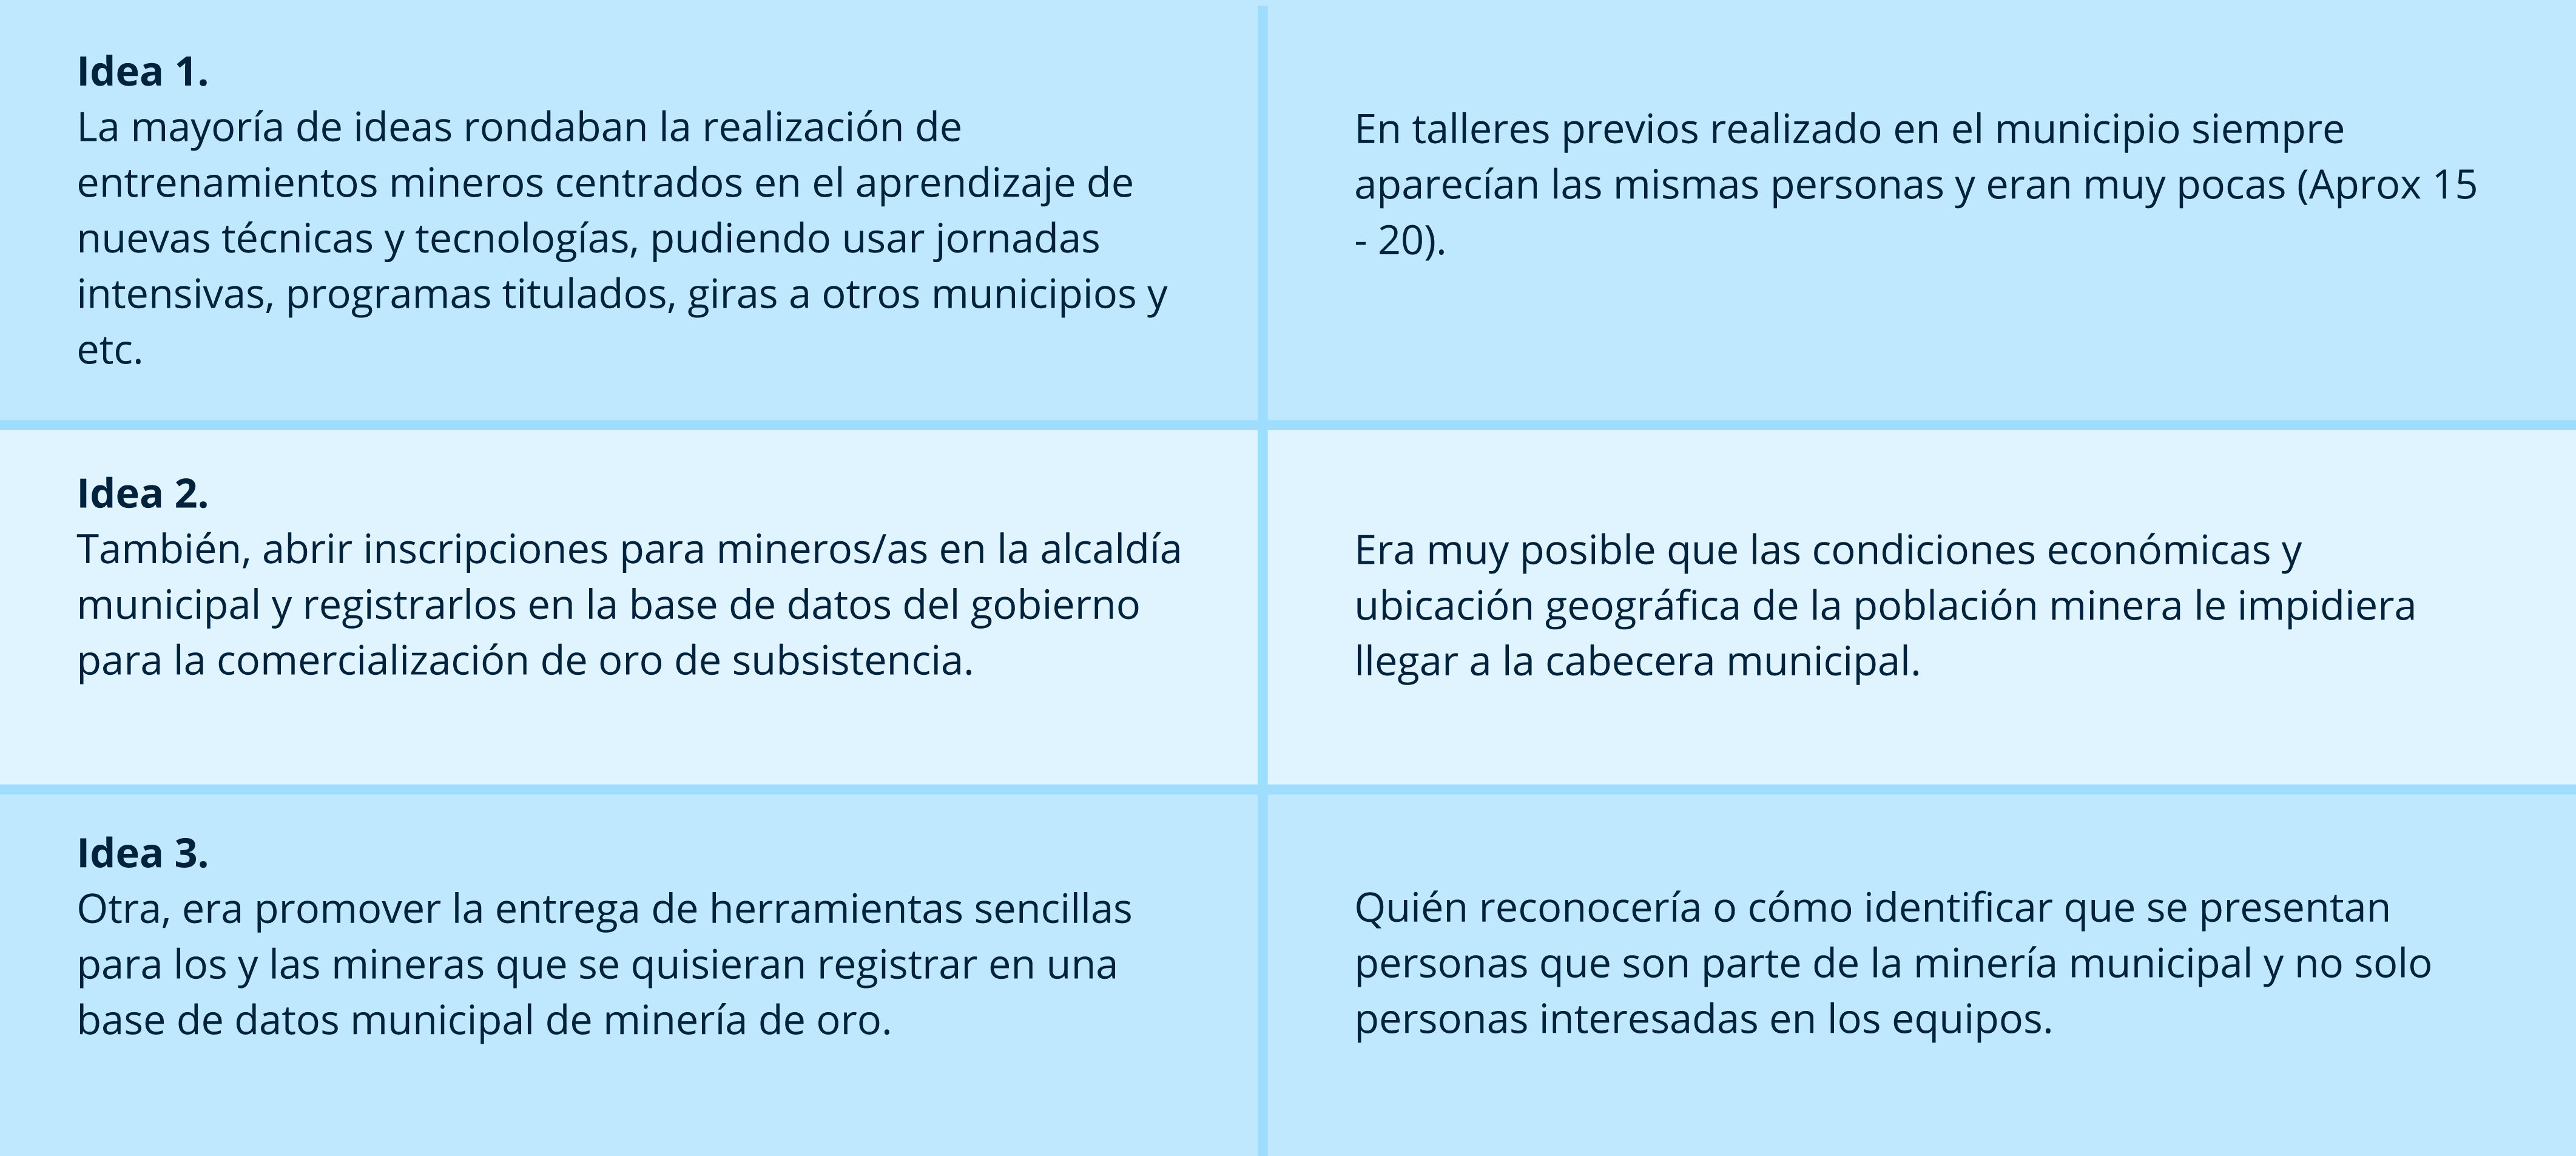 Idea 1.
La mayoría de ideas rondaban la realización de
entrenamientos mineros centrados en el aprendizaje de
nuevas técnicas y tecnologías, pudiendo usar jornadas
intensivas, programas titulados, giras a otros municipios y
etc.
En talleres previos realizado en el municipio siempre
aparecían las mismas personas y eran muy pocas (Aprox 15
- 20).
Idea 2.
También, abrir inscripciones para mineros/as en la alcaldía
municipal y registrarlos en la base de datos del gobierno
para la comercialización de oro de subsistencia.
Era muy posible que las condiciones económicas y
ubicación geográfica de la población minera le impidiera
llegar a la cabecera municipal.
Idea 3.
Otra, era promover la entrega de herramientas sencillas
para los y las mineras que se quisieran registrar en una
base de datos municipal de minería de oro.
Quién reconocería o cómo identificar que se presentan
personas que son parte de la minería municipal y no solo
personas interesadas en los equipos.